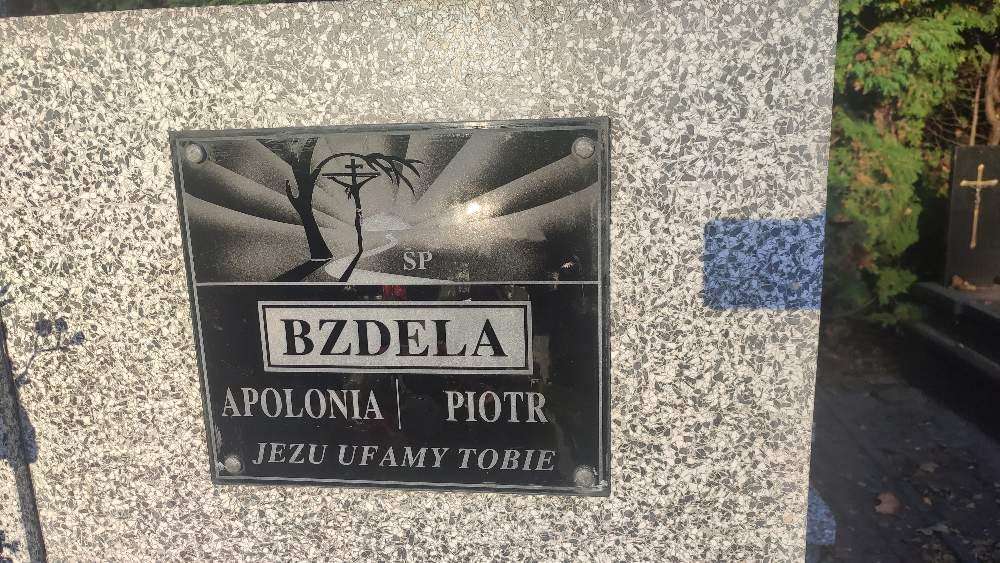 ŚP
BZDELA
APOLONIA PIOTR
JEZU UFAMY TOBIE